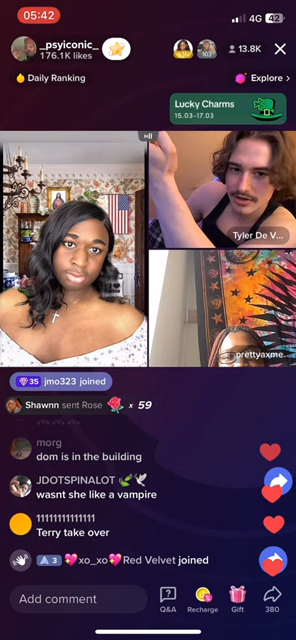 05:42
4G 42
_psyiconic_
176.1K likes
13.8K
Daily Ranking
Explore >
Lucky Charms
15.03-17.03
Tyler De V...
prettyaxme
35 jmo323 joined
Shawnn sent Rose x 59
morg
dom is in the building
JDOTSPINALOT
wasnt she like a vampire
11111111111111
Terry take over
3 xo_xo Red Velvet joined
Add comment
Q&A
Recharge
Gift
380